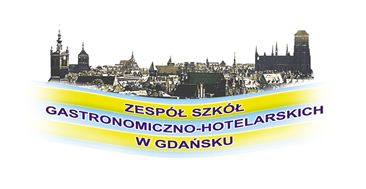 ZESPÓŁ SZKÓŁ
GASTRONOMICZNO-HOTELARSKICH
W GDAŃSKU